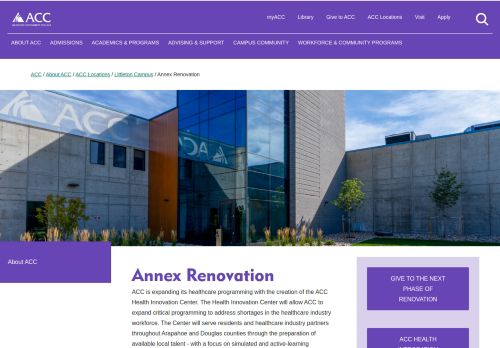 ACC
myACC Library Give to ACC ACC Locations Visit Apply
ABOUT ACC ADMISSIONS ACADEMICS & PROGRAMS ADVISING & SUPPORT CAMPUS COMMUNITY WORKFORCE & COMMUNITY PROGRAMS
ACC / About ACC / ACC Locations / Littleton Campus / Annex Renovation
ACC
ACC
About ACC
Annex Renovation
ACC is expanding its healthcare programming with the creation of the ACC
Health Innovation Center. The Health Innovation Center will allow ACC to
expand critical programming to address shortages in the healthcare industry
workforce. The Center will serve residents and healthcare industry partners
throughout Arapahoe and Douglas counties through the preparation of
available local talent - with a focus on simulated and active-learning
GIVE TO THE NEXT
PHASE OF
RENOVATION
ACC HEALTH